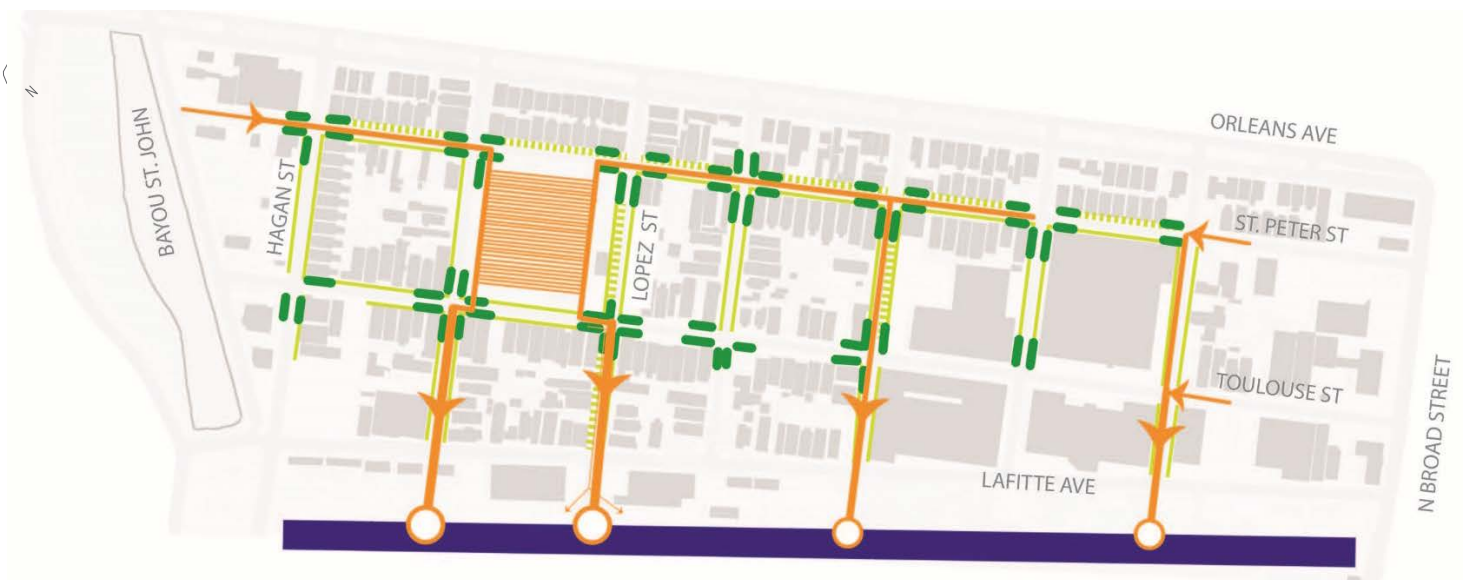 ORLEANS AVE
N
BAYOU ST. JOHN
HAGAN ST
LOPEZ ST
ST. PETER ST
TOULOUSE ST
N BROAD STREET
LAFITTE AVE